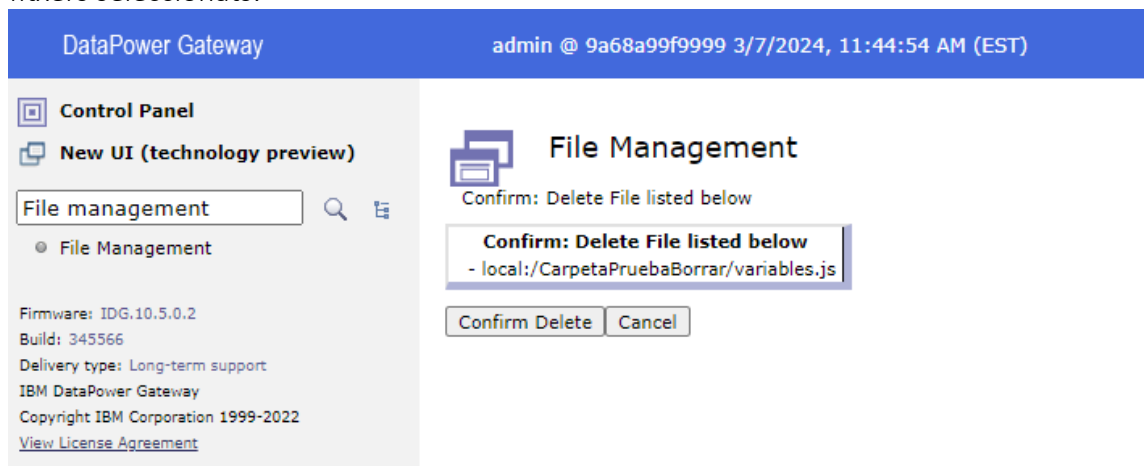 DataPower Gateway
admin @ 9a68a99f9999 3/7/2024, 11:44:54 AM (EST)
Control Panel
New UI (technology preview)
File management
File Management
Firmware: IDG.10.5.0.2
Build: 345566
Delivery type: Long-term support
IBM DataPower Gateway
Copyright IBM Corporation 1999-2022
View License Agreement
File Management
Confirm: Delete File listed below
Confirm: Delete File listed below
- local:/CarpetaPruebaBorrar/variables.js
Confirm Delete Cancel